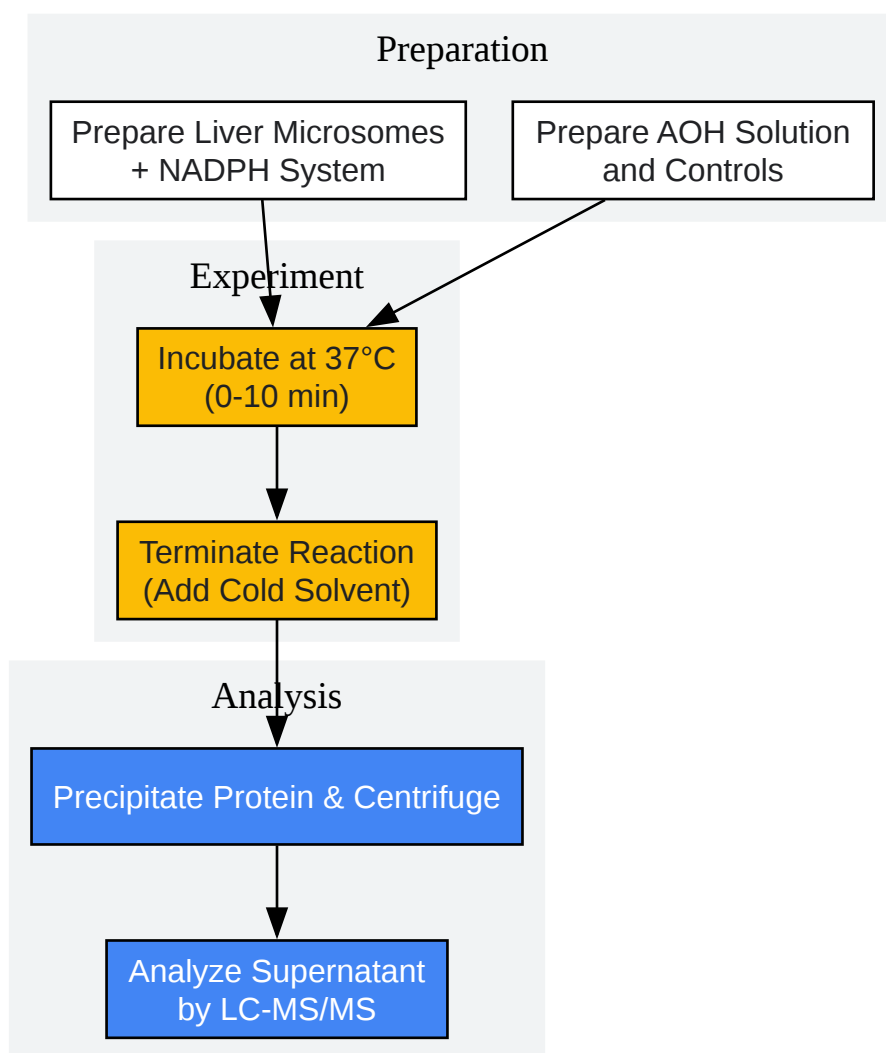 Preparation
Prepare Liver Microsomes
+ NADPH System
Prepare AOH Solution
and Controls
Experiment
Incubate at 37°C
(0-10 min)
Terminate Reaction
(Add Cold Solvent)
Analysis
Precipitate Protein & Centrifuge
Analyze Supernatant
by LC-MS/MS